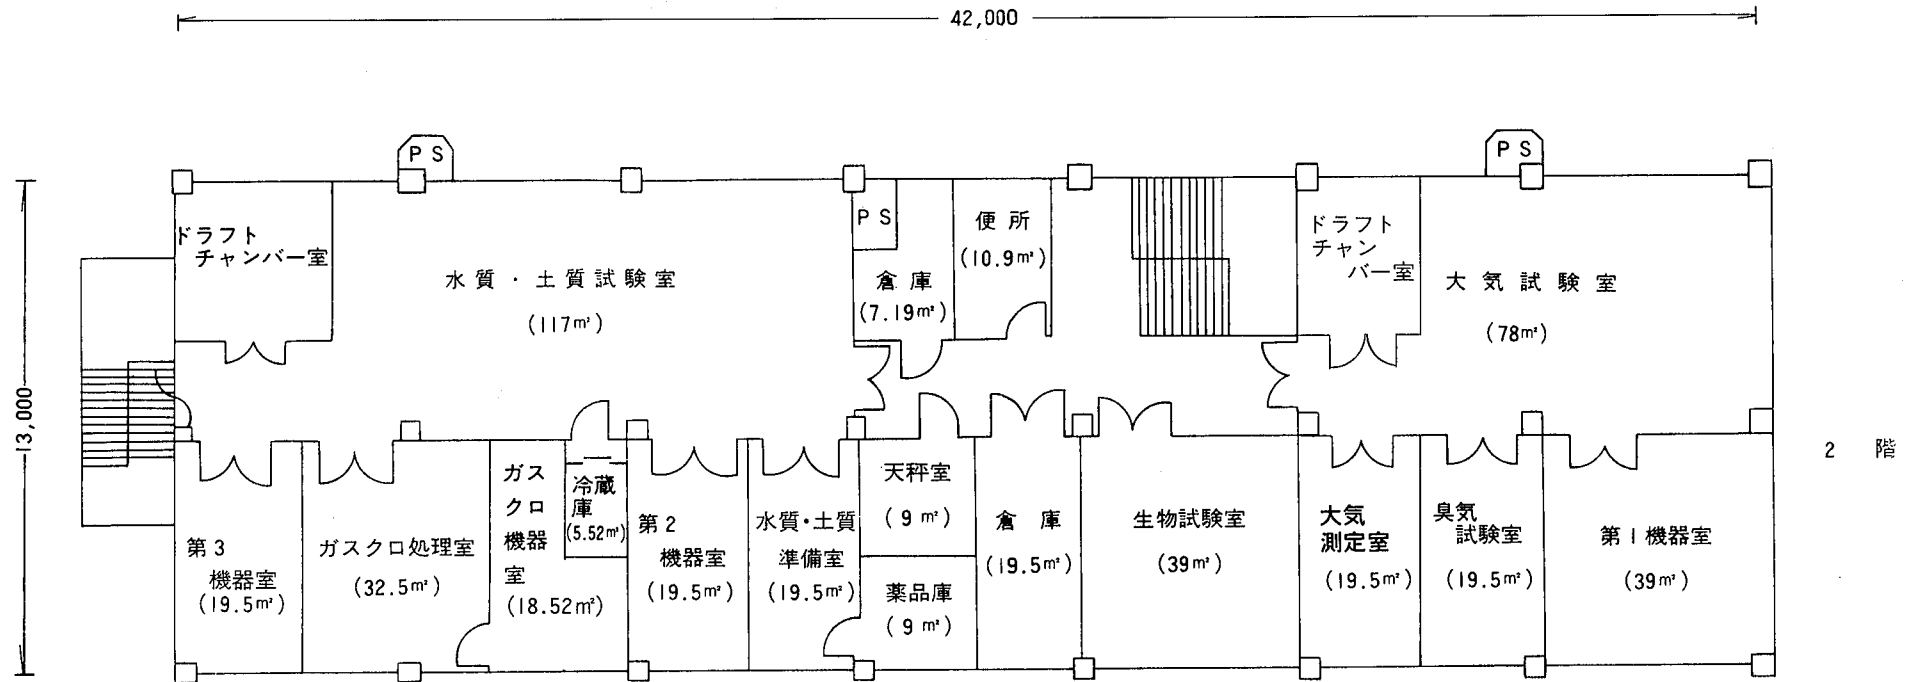 42,000
PS
PS
13,000
ドラフト
チャンバー室
水質・土質試験室
(117㎡)
PS
倉庫
(7.19㎡)
便所
(10.9㎡)
ドラフト
チャン
バー室
大気試験室
(78㎡)
2階
第3
機器室
(19.5㎡)
ガスクロ処理室
(32.5㎡)
ガス
クロ
機器
室
(18.52㎡)
冷蔵
庫
(5.52㎡)
第2
機器室
(19.5㎡)
水質・土質
準備室
(19.5㎡)
天秤室
(9㎡)
薬品庫
(9㎡)
倉庫
(19.5㎡)
生物試験室
(39㎡)
大気
測定室
(19.5㎡)
臭気
試験室
(19.5㎡)
第1機器室
(39㎡)